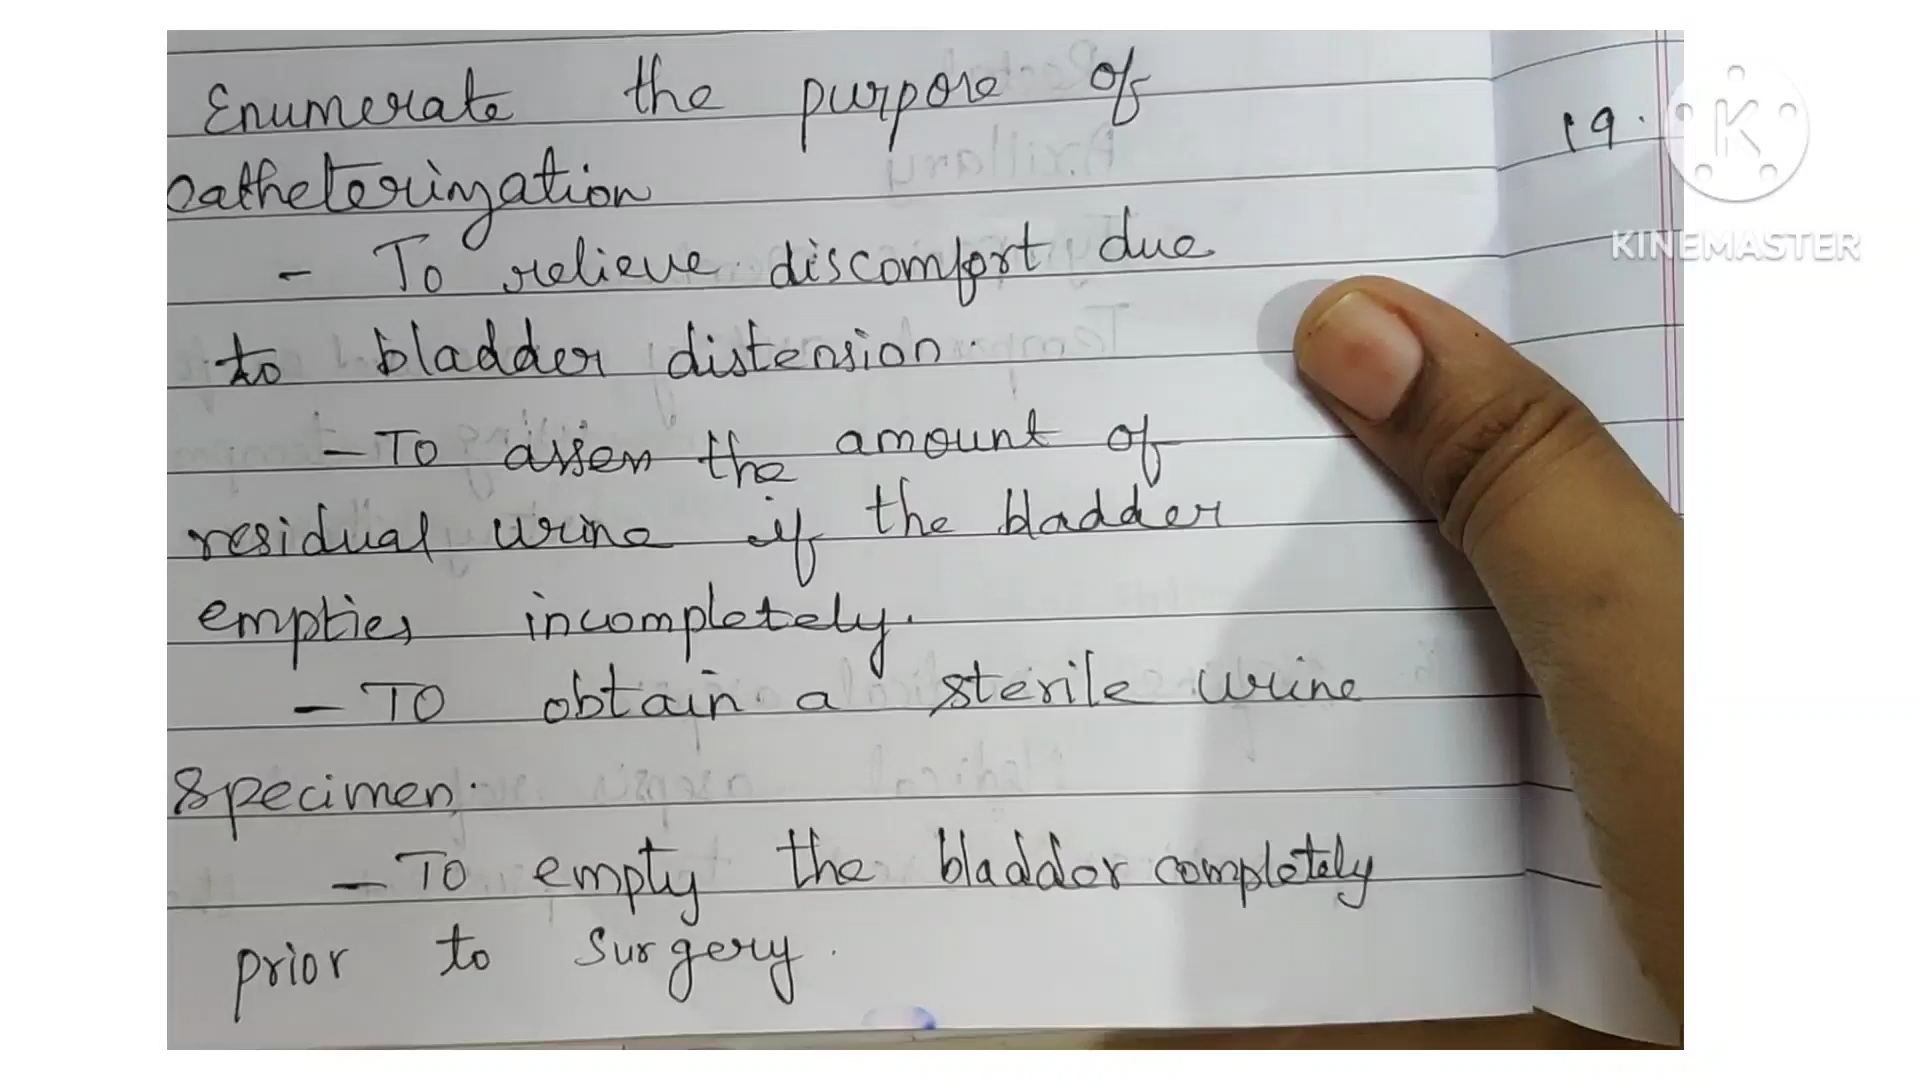 Enumerate the purpose of
19.
Catheterization
- To relieve discomfort due
to bladder distension.
- To assess the amount of
residual urine if the bladder
empties incompletely.
- To obtain a sterile urine
specimen.
- To empty the bladder completely
prior to surgery.
K
KINEMASTER